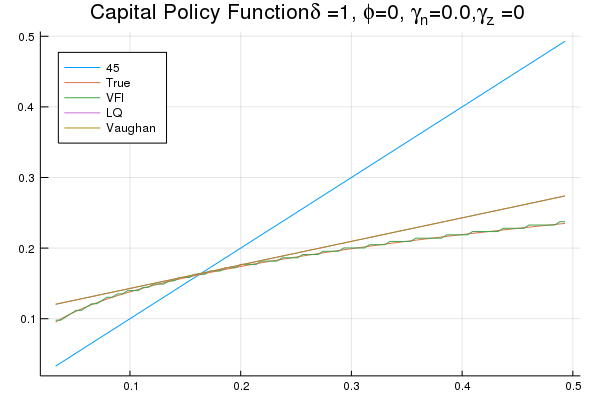 Capital Policy Functionδ =1, ϕ=0, γn=0.0,γz =0
0.5
0.4
0.3
0.2
0.1
45
True
VFI
LQ
Vaughan
0.1 0.2 0.3 0.4 0.5